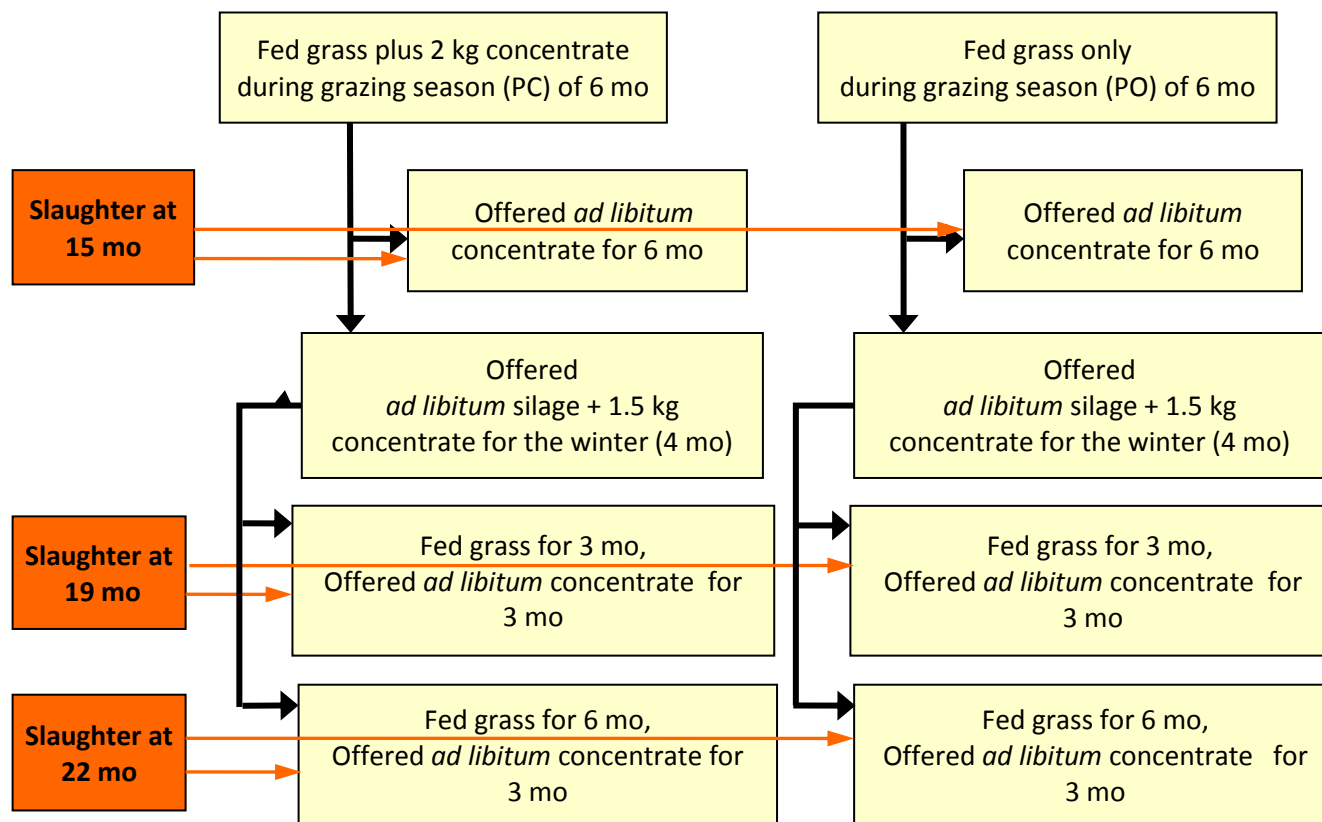 Fed grass plus 2 kg concentrate
during grazing season (PC) of 6 mo
Fed grass only
during grazing season (PO) of 6 mo
Slaughter at
15 mo
Offered ad libitum
concentrate for 6 mo
Offered ad libitum
concentrate for 6 mo
Offered
ad libitum silage + 1.5 kg
concentrate for the winter (4 mo)
Offered
ad libitum silage + 1.5 kg
concentrate for the winter (4 mo)
Slaughter at
19 mo
Fed grass for 3 mo,
Offered ad libitum concentrate for
3 mo
Fed grass for 3 mo,
Offered ad libitum concentrate for
3 mo
Slaughter at
22 mo
Fed grass for 6 mo,
Offered ad libitum concentrate for
3 mo
Fed grass for 6 mo,
Offered ad libitum concentrate for
3 mo